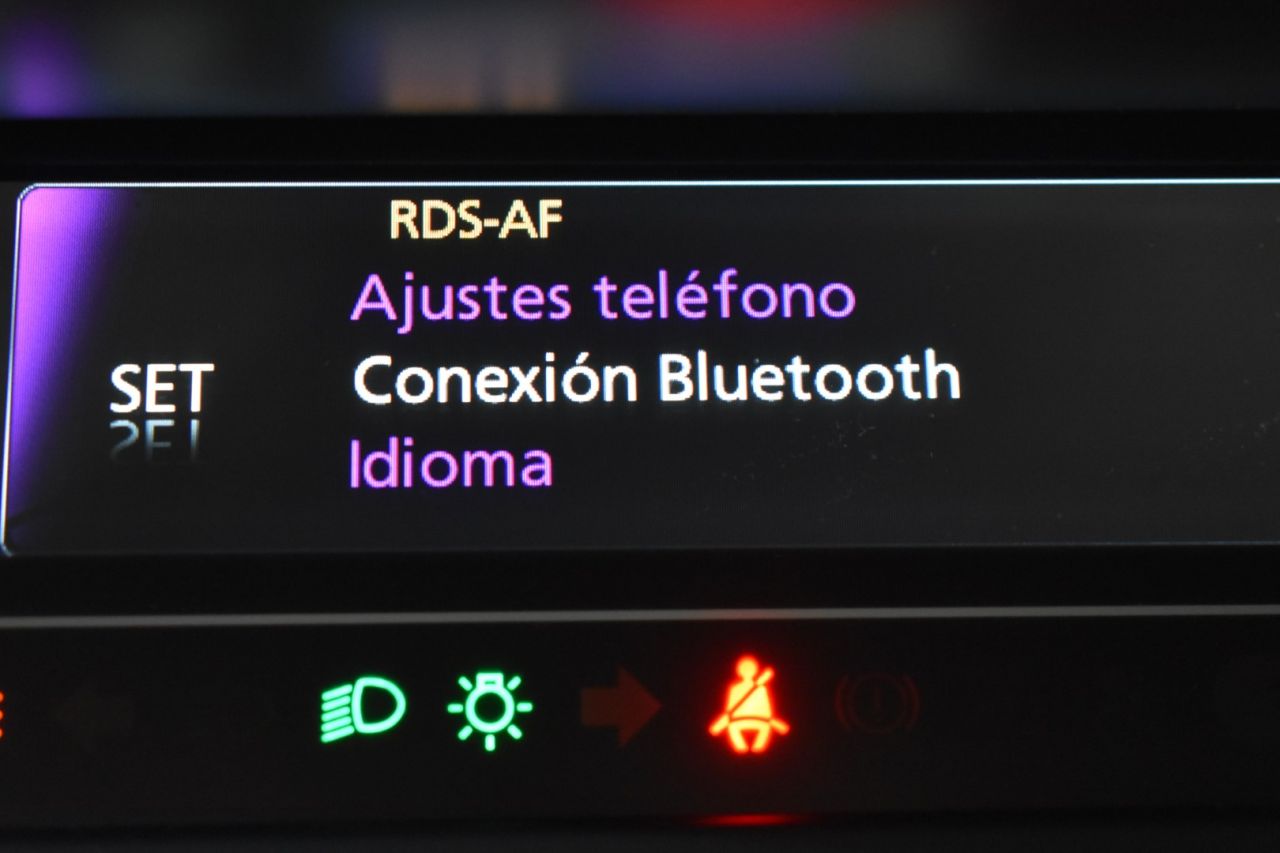 RDS-AF
Ajustes teléfono
SET
Conexión Bluetooth
Idioma